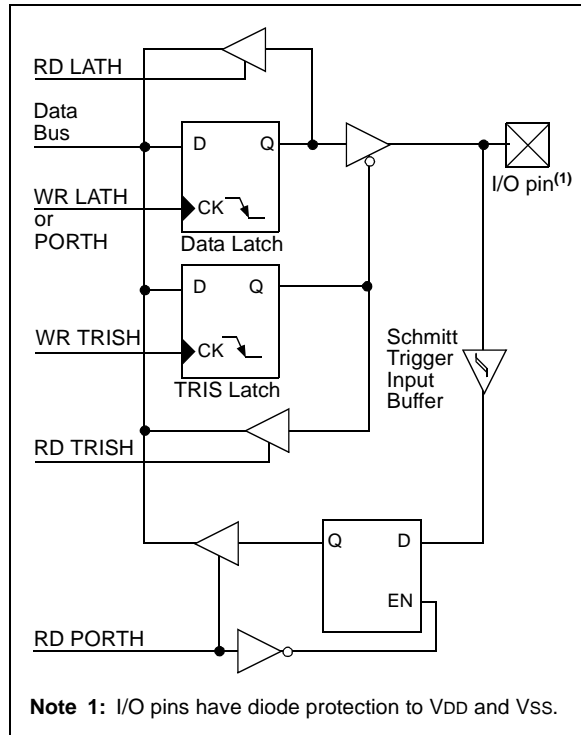 RD LATH
Data
Bus
D Q
I/O pin(1)
WR LATH
or
PORTH
CK
Data Latch
D Q
WR TRISH
CK
TRIS Latch
Schmitt
Trigger
Input
Buffer
RD TRISH
Q D
EN
RD PORTH
Note 1: I/O pins have diode protection to VDD and VSS.